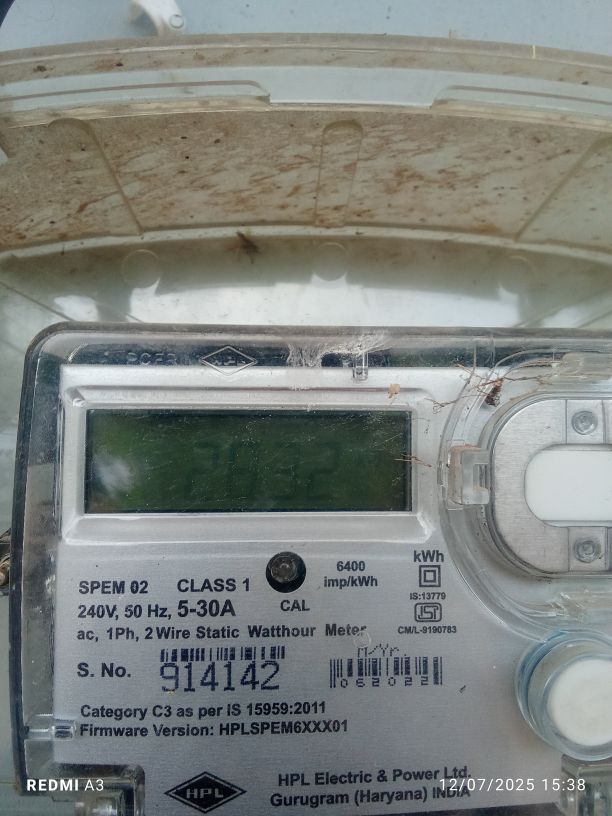 2632
6400
imp/kWh
kWh
IS:13779
CM/L-9190783
SPEM 02 CLASS 1
240V, 50 Hz, 5-30A CAL
ac, 1Ph, 2 Wire Static Watthour Meter
S. No. 914142
M/Yr.
062022
Category C3 as per IS 15959:2011
Firmware Version: HPLSPEM6XXX01
HPL
HPL Electric & Power Ltd.
Gurugram (Haryana) INDIA
REDMI A3
12/07/2025 15:38